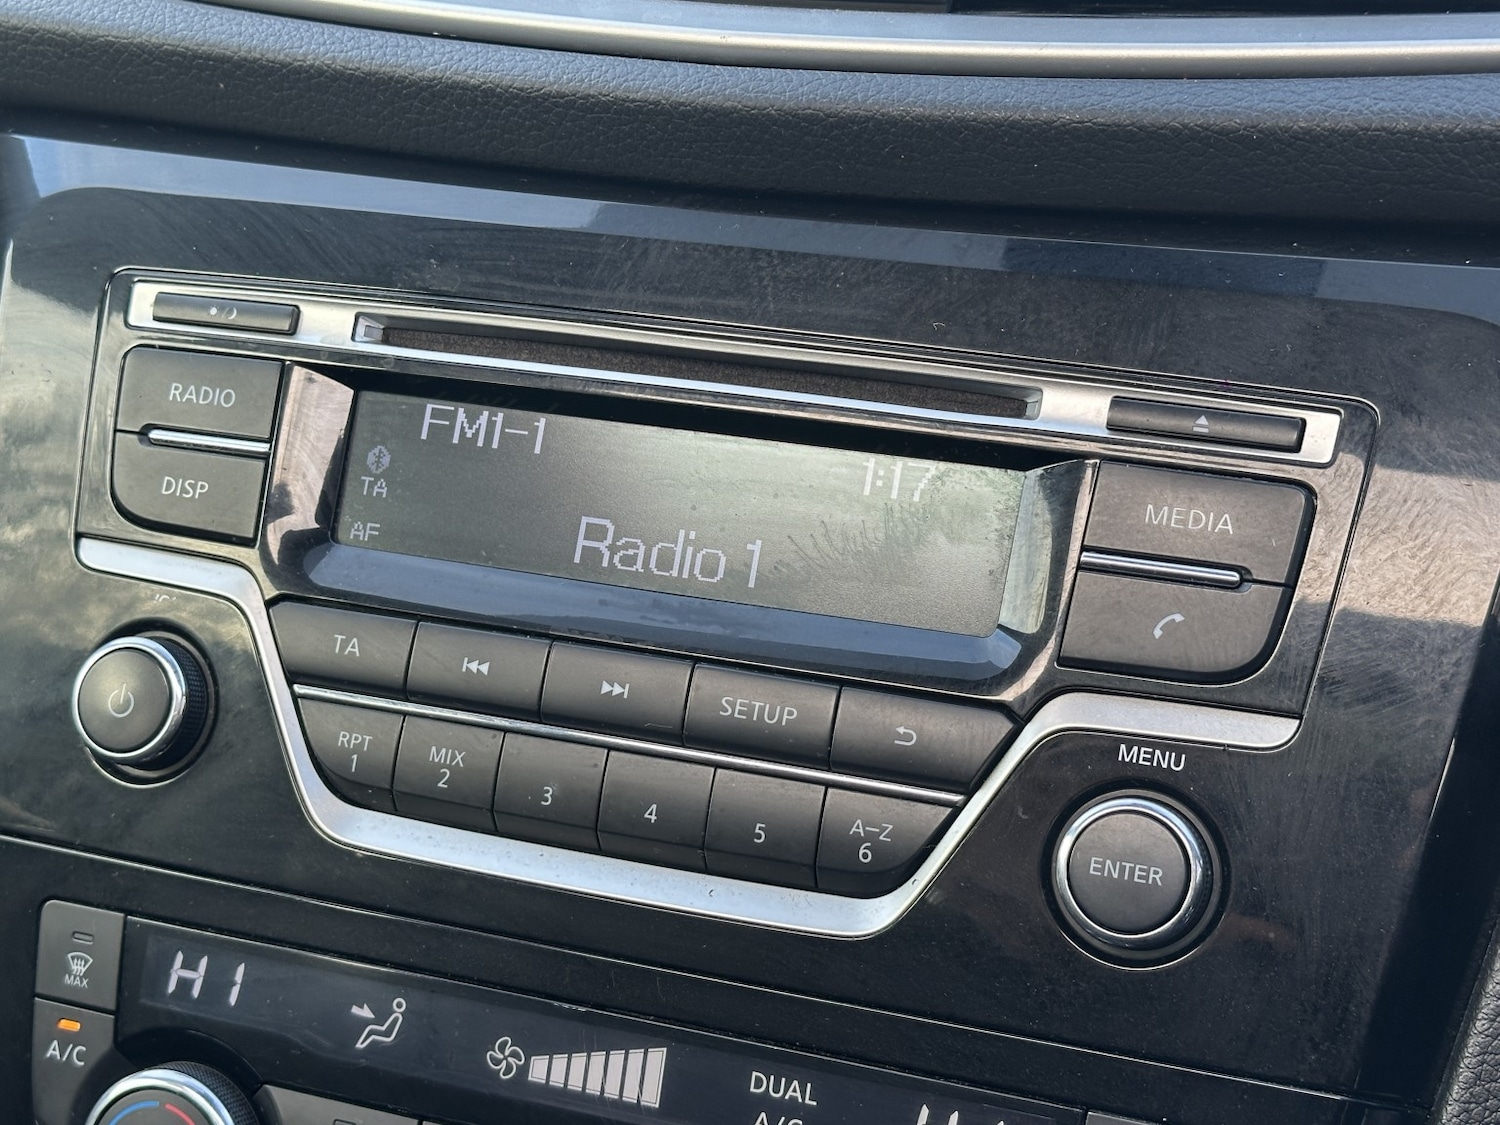 RADIO
DISP
FM1-1
1:17
TA
AF
Radio 1
MEDIA
TA
SETUP
RPT
1
MIX
2
3
4
5
A-Z
6
MENU
ENTER
MAX
A/C
HI
DUAL